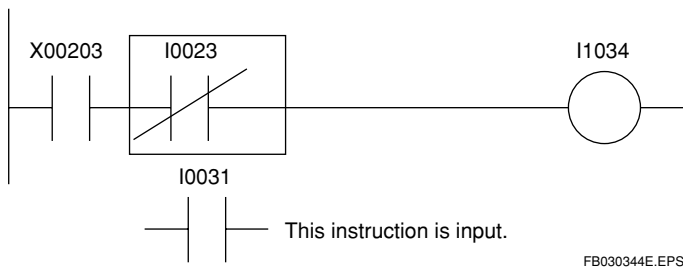 X00203 I0023 I1034
I0031
This instruction is input.
FB030344E.EPS